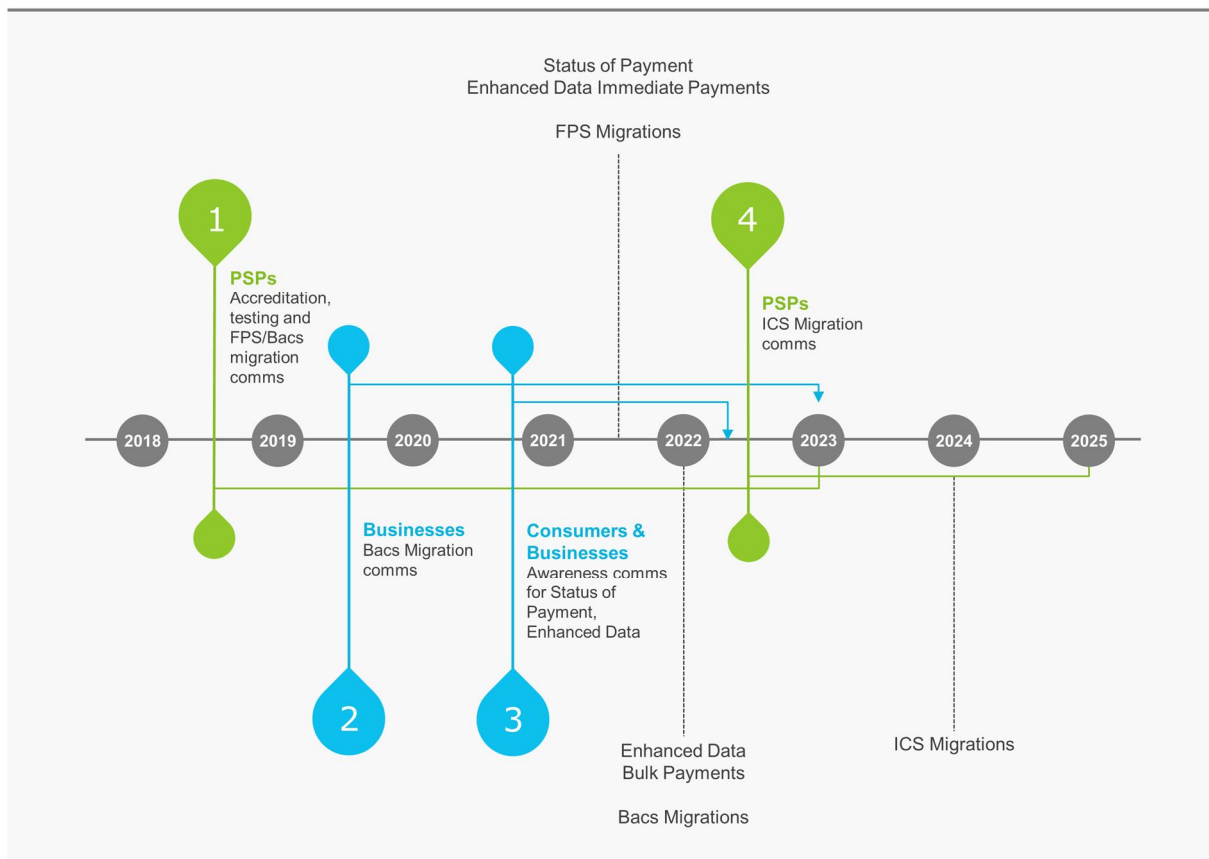 Status of Payment
Enhanced Data Immediate Payments
FPS Migrations
1
4
PSPs
Accreditation,
testing and
FPS/Bacs
migration
comms
PSPs
ICS Migration
comms
2018
2019
2020
2021
2022
2023
2024
2025
Businesses
Bacs Migration
comms
Consumers &
Businesses
Awareness comms
for Status of
Payment,
Enhanced Data
2
3
Enhanced Data
Bulk Payments
Bacs Migrations
ICS Migrations